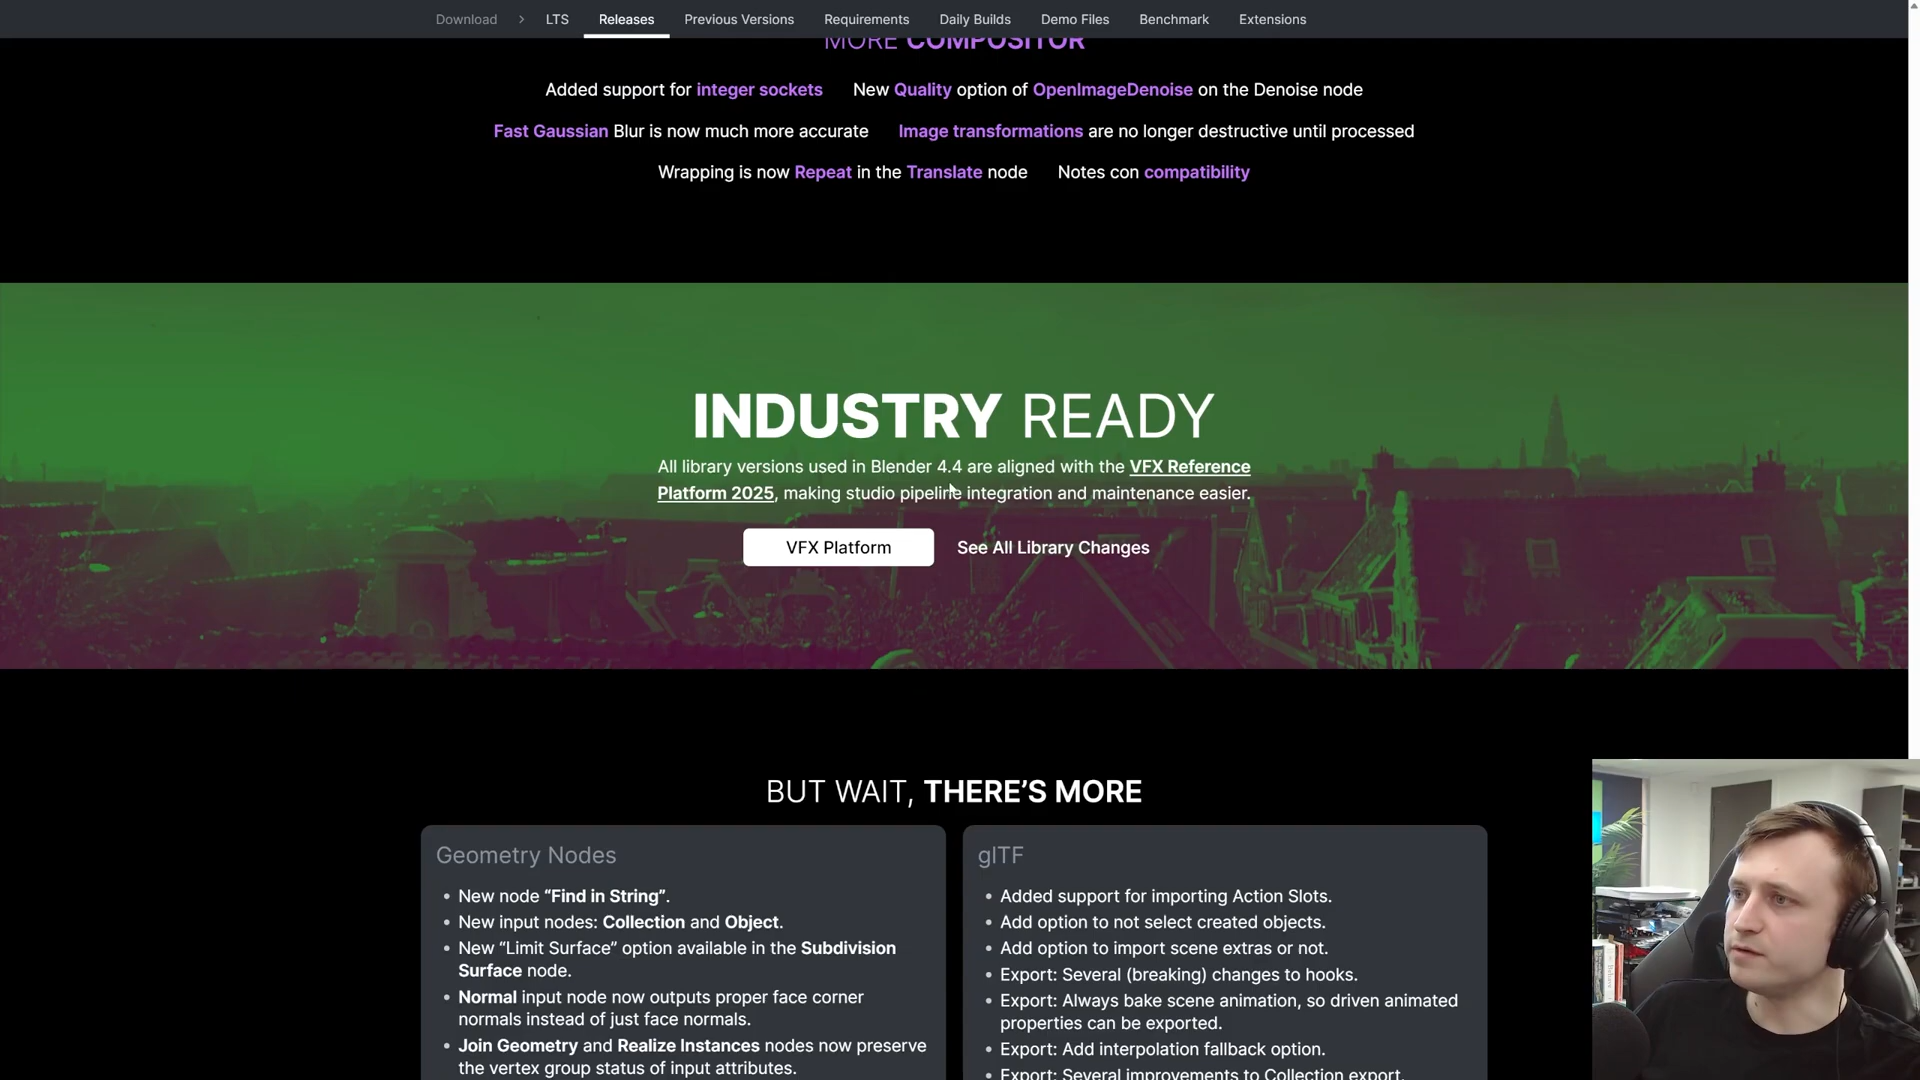 Download > LTS Releases Previous Versions Requirements Daily Builds Demo Files Benchmark Extensions
MORE COMPOSITOR
Added support for integer sockets New Quality option of OpenImageDenoise on the Denoise node
Fast Gaussian Blur is now much more accurate Image transformations are no longer destructive until processed
Wrapping is now Repeat in the Translate node Notes con compatibility
INDUSTRY READY
All library versions used in Blender 4.4 are aligned with the VFX Reference
Platform 2025, making studio pipeline integration and maintenance easier.
VFX Platform See All Library Changes
BUT WAIT, THERE'S MORE
Geometry Nodes
• New node “Find in String”.
• New input nodes: Collection and Object.
• New “Limit Surface” option available in the Subdivision
Surface node.
• Normal input node now outputs proper face corner
normals instead of just face normals.
• Join Geometry and Realize Instances nodes now preserve
the vertex group status of input attributes.
glTF
• Added support for importing Action Slots.
• Add option to not select created objects.
• Add option to import scene extras or not.
• Export: Several (breaking) changes to hooks.
• Export: Always bake scene animation, so driven animated
properties can be exported.
• Export: Add interpolation fallback option.
• Export: Several improvements to Collection export.